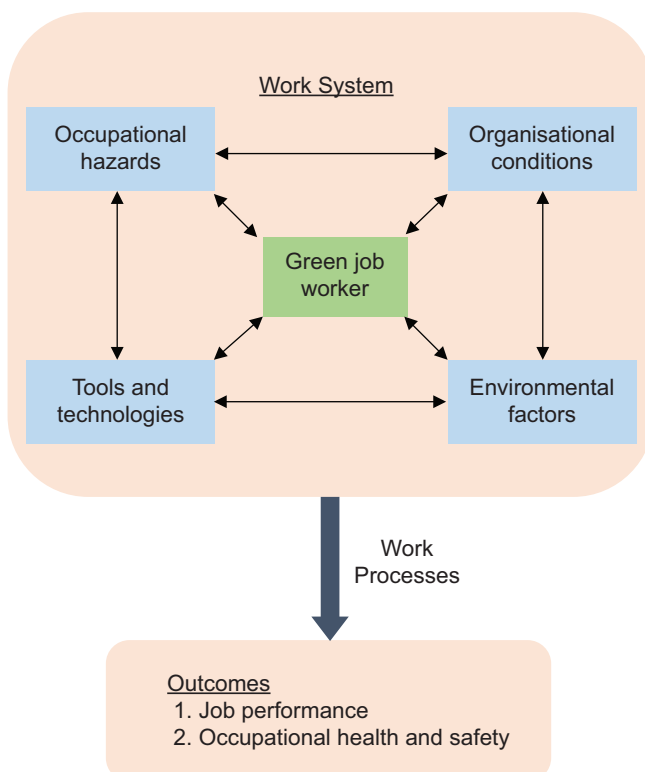 Work System
Occupational
hazards
Organisational
conditions
Green job
worker
Tools and
technologies
Environmental
factors
Work
Processes
Outcomes
1. Job performance
2. Occupational health and safety